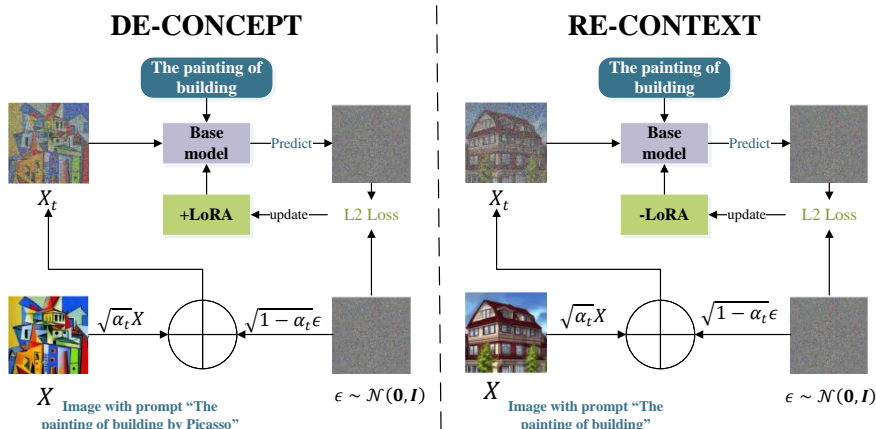 DE-CONCEPT
The painting of
building
Base
model
Predict
X_t
+LoRA
update
L2 Loss
√α_t X
√1 − α_t ϵ
X
ϵ ~ 𝒩(0, I)
Image with prompt “The
painting of building by Picasso”
RE-CONTEXT
The painting of
building
Base
model
Predict
X_t
-LoRA
update
L2 Loss
√α_t X
√1 − α_t ϵ
X
ϵ ~ 𝒩(0, I)
Image with prompt “The
painting of building”